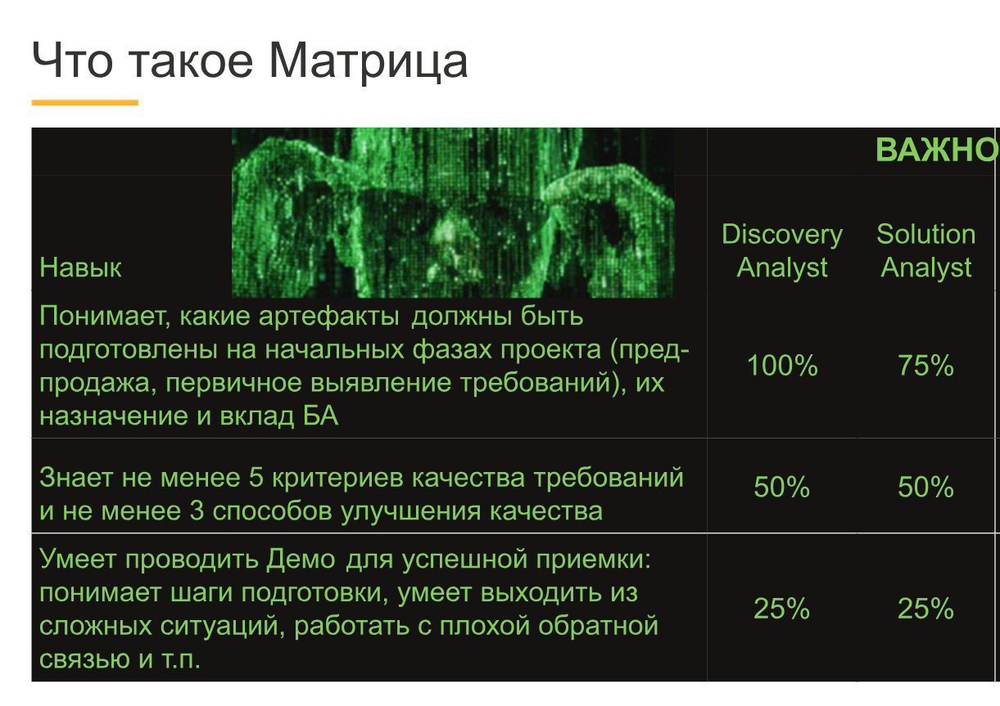 Что такое Матрица
ВАЖНО
Навык
Discovery
Analyst
Solution
Analyst
Понимает, какие артефакты должны быть
подготовлены на начальных фазах проекта (пред-
продажа, первичное выявление требований), их
назначение и вклад БА
100%
75%
Знает не менее 5 критериев качества требований
и не менее 3 способов улучшения качества
50%
50%
Умеет проводить Демо для успешной приемки:
понимает шаги подготовки, умеет выходить из
сложных ситуаций, работать с плохой обратной
связью и т.п.
25%
25%